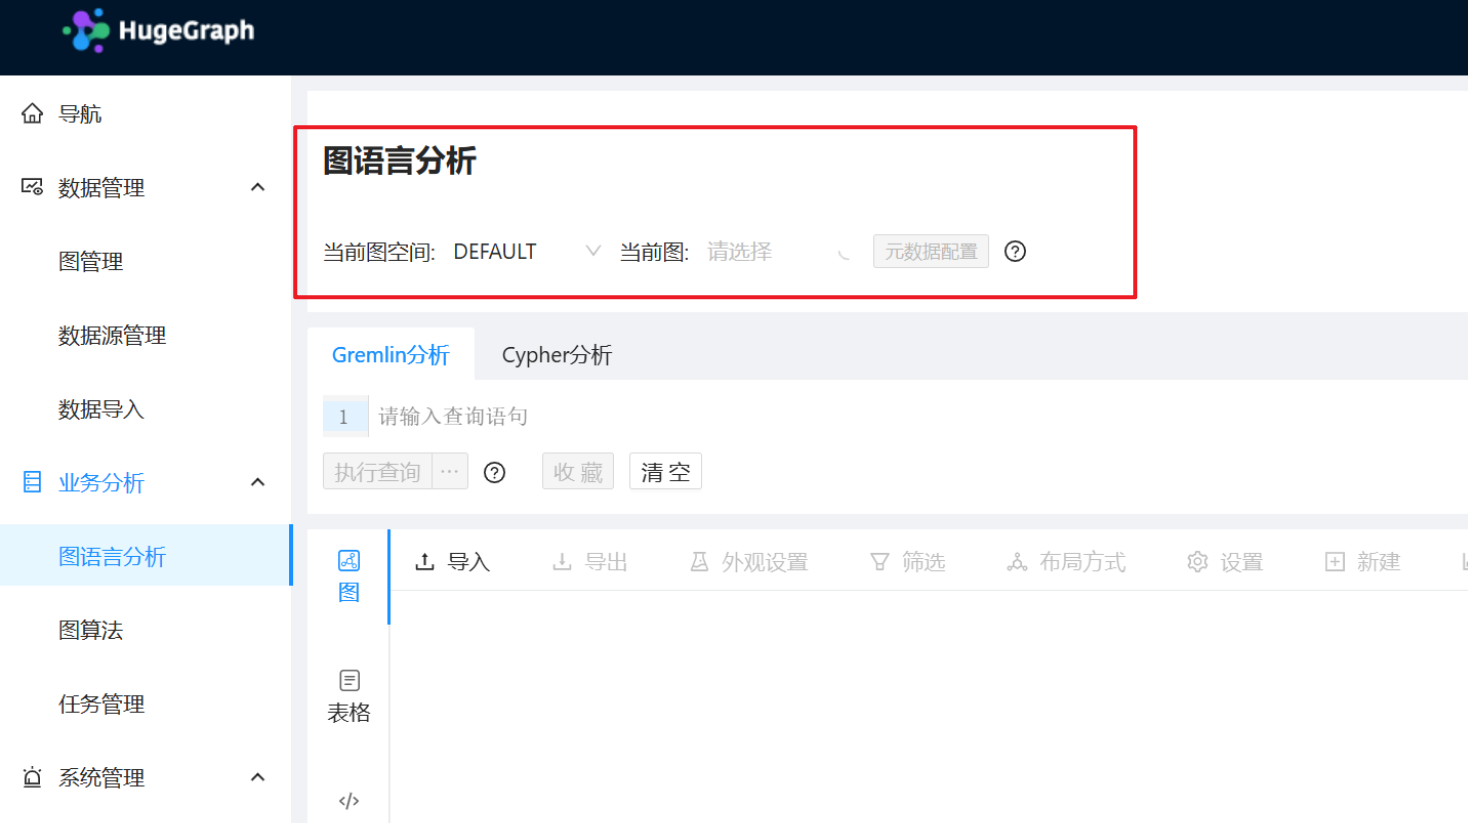 HugeGraph
导航
数据管理
图管理
数据源管理
数据导入
业务分析
图语言分析
图算法
任务管理
系统管理
图语言分析
当前图空间: DEFAULT 当前图: 请选择 元数据配置
Gremlin分析 Cypher分析
1 请输入查询语句
执行查询 ··· 收藏 清空
图
表格
导入 导出 外观设置 筛选 布局方式 设置 新建